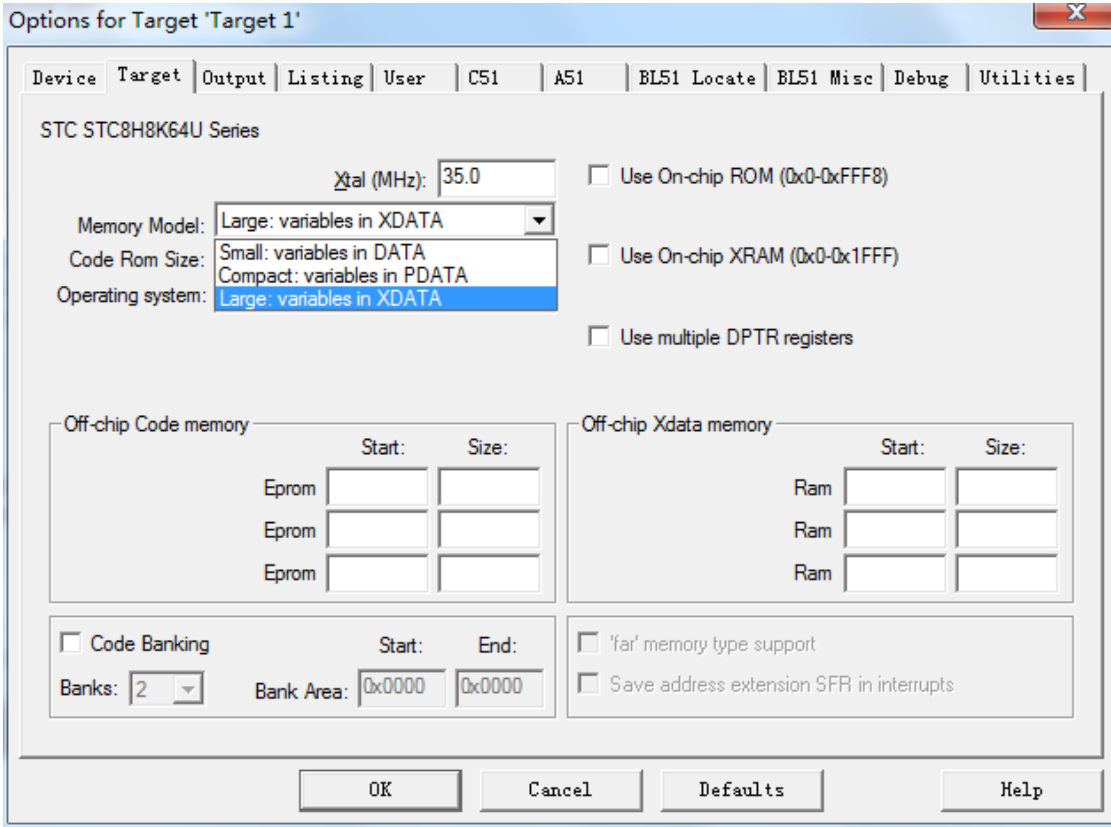 Options for Target 'Target 1'
Device Target Output Listing User C51 A51 BL51 Locate BL51 Misc Debug Utilities
STC STC8H8K64U Series
Xtal (MHz): 35.0
Use On-chip ROM (0x0-0xFFF8)
Memory Model: Large: variables in XDATA
Small: variables in DATA
Code Rom Size:
Use On-chip XRAM (0x0-0x1FFF)
Compact: variables in PDATA
Operating system:
Large: variables in XDATA
Use multiple DPTR registers
Off-chip Code memory
Start: Size:
Eprom
Eprom
Eprom
Off-chip Xdata memory
Start: Size:
Ram
Ram
Ram
Code Banking Start: End:
Banks: 2 Bank Area: 0x0000 0x0000
'far' memory type support
Save address extension SFR in interrupts
OK Cancel Defaults Help